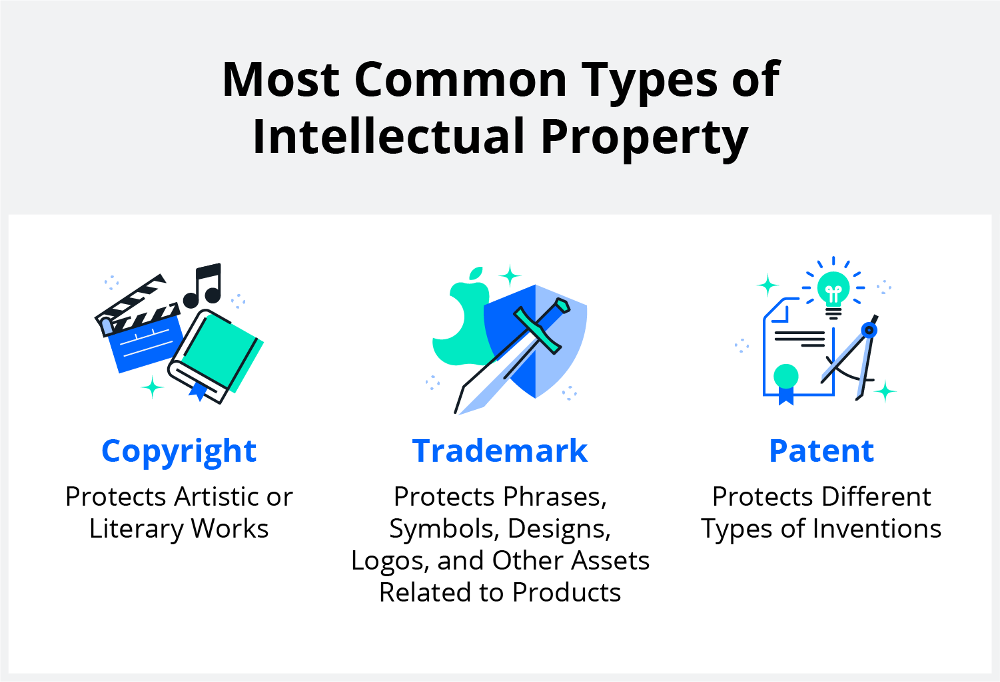 Most Common Types of
Intellectual Property
Copyright
Protects Artistic or
Literary Works
Trademark
Protects Phrases,
Symbols, Designs,
Logos, and Other Assets
Related to Products
Patent
Protects Different
Types of Inventions